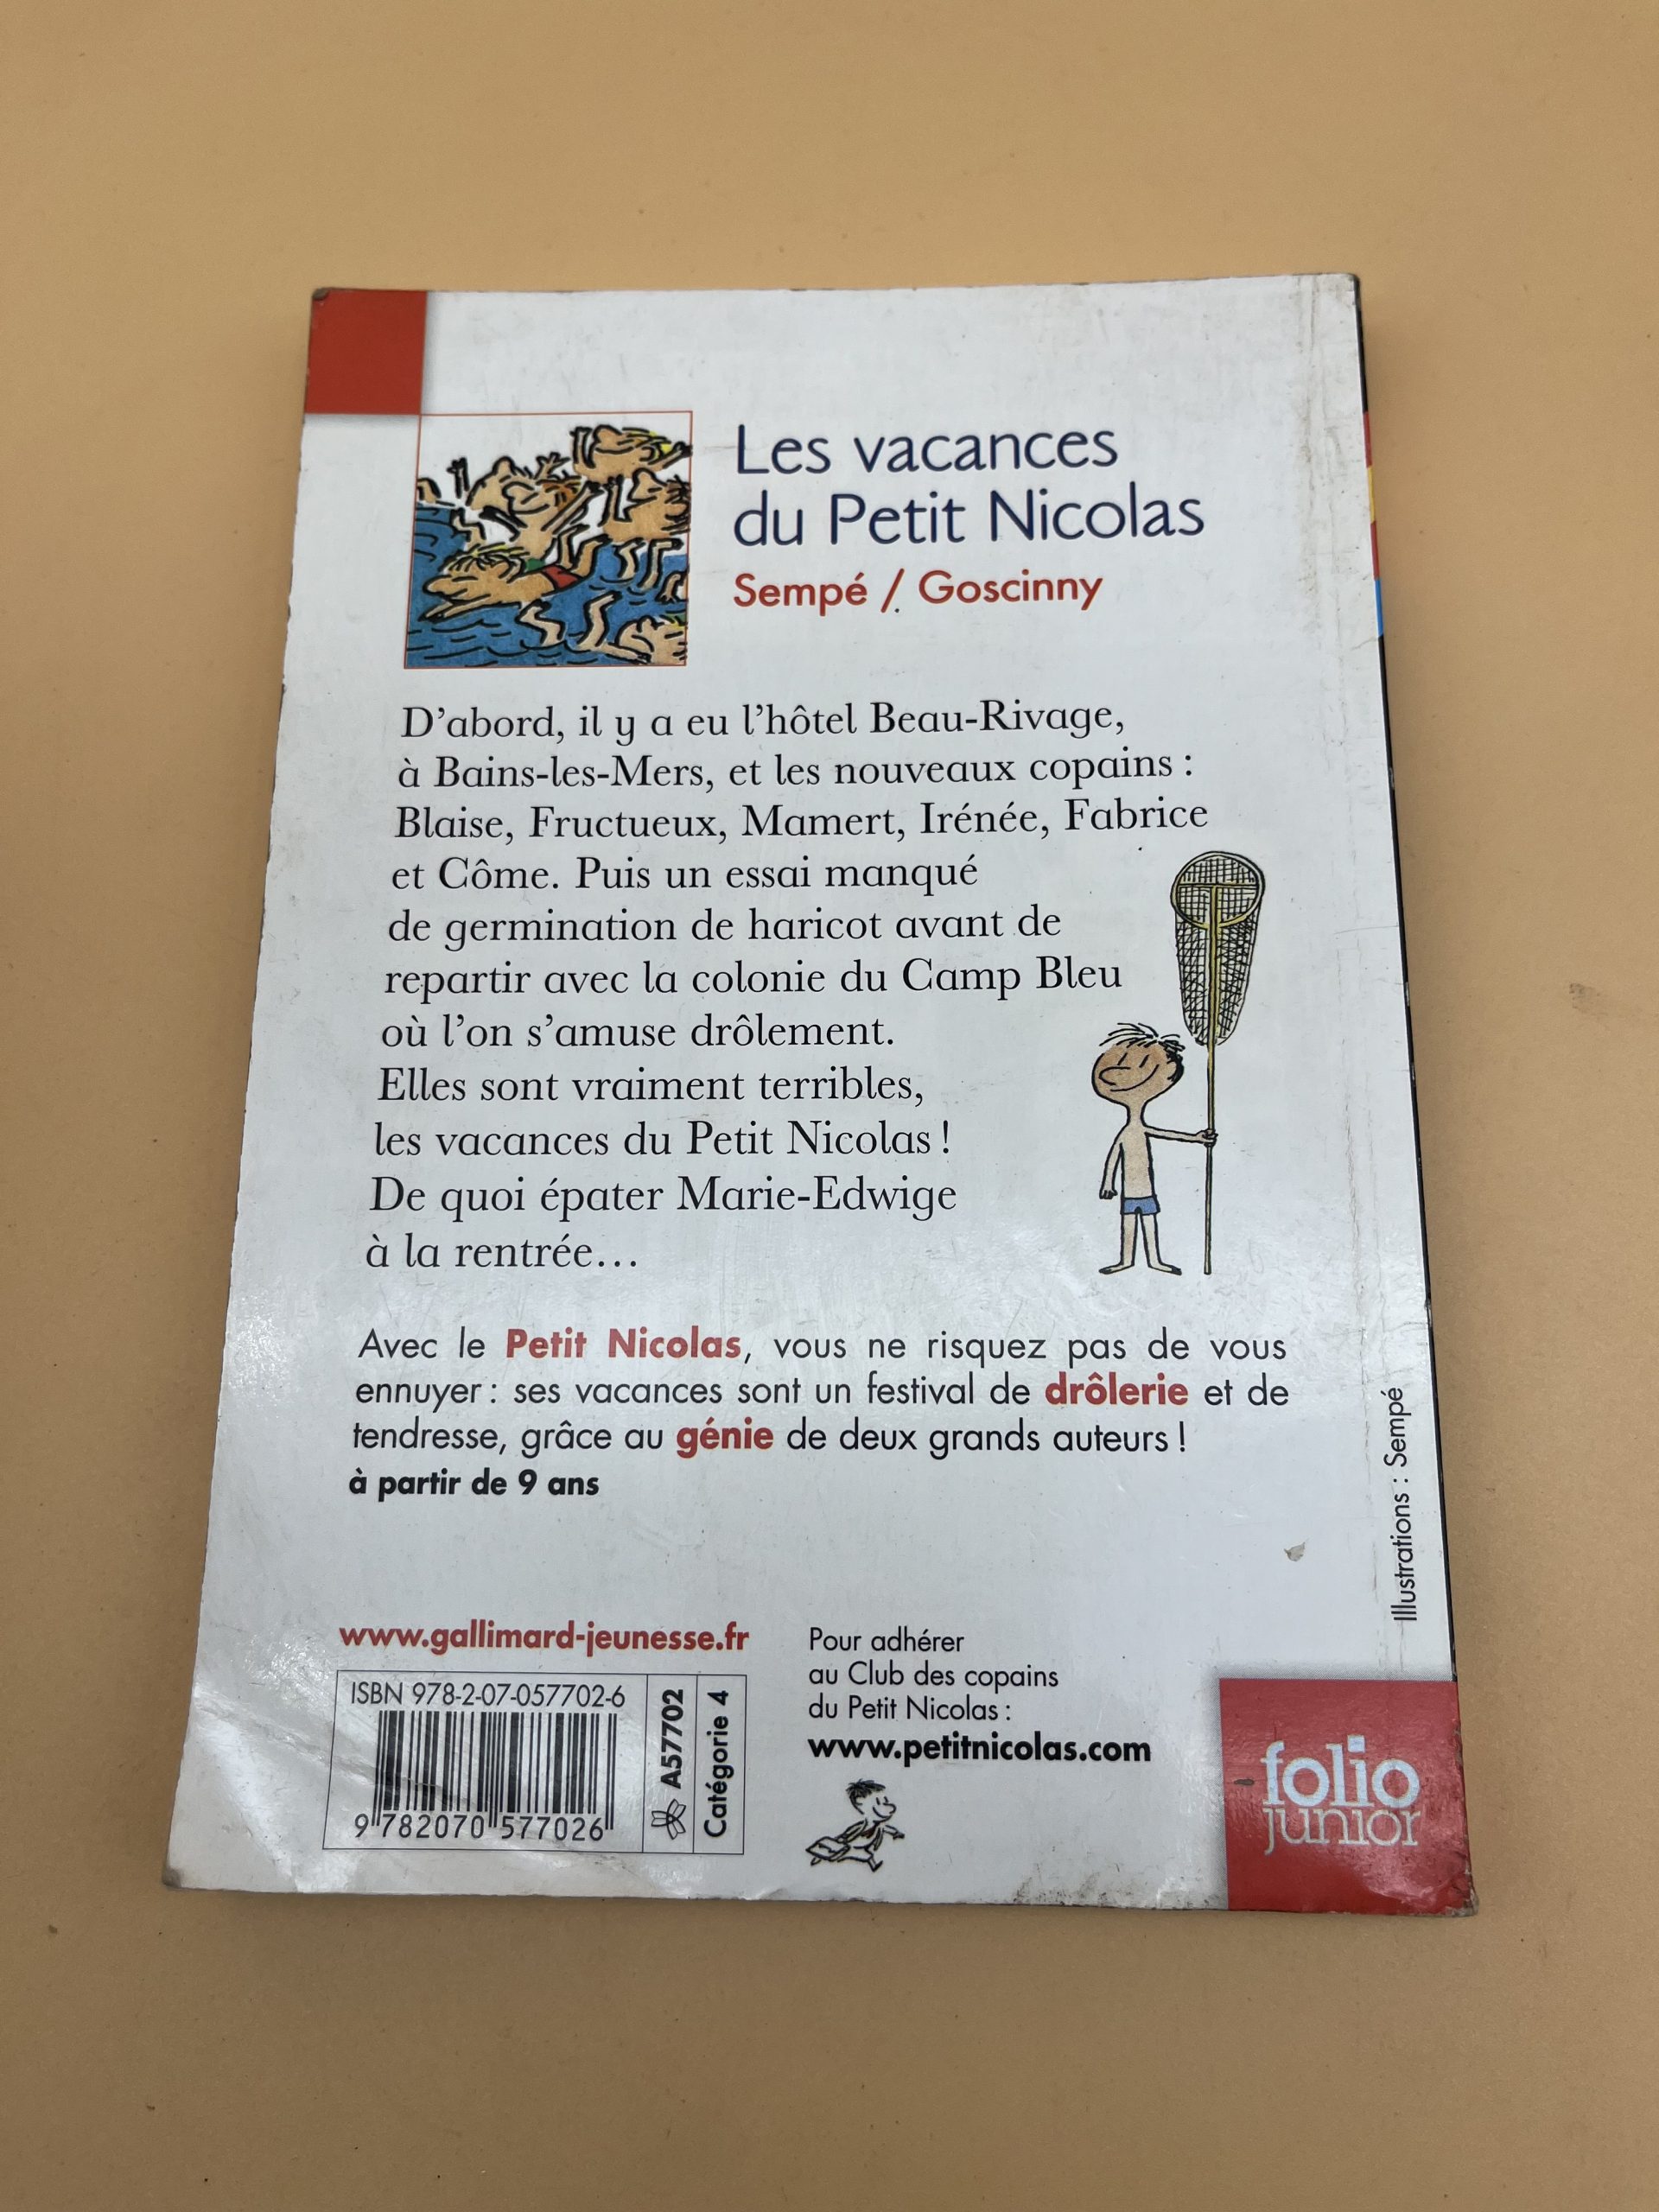 Les vacances
du Petit Nicolas
Sempé / Goscinny
D'abord, il y a eu l'hôtel Beau-Rivage,
à Bains-les-Mers, et les nouveaux copains :
Blaise, Fructueux, Mamert, Irénée, Fabrice
et Côme. Puis un essai manqué
de germination de haricot avant de
repartir avec la colonie du Camp Bleu
où l'on s'amuse drôlement.
Elles sont vraiment terribles,
les vacances du Petit Nicolas !
De quoi épater Marie-Edwige
à la rentrée...
Avec le Petit Nicolas, vous ne risquez pas de vous
ennuyer : ses vacances sont un festival de drôlerie et de
tendresse, grâce au génie de deux grands auteurs !
à partir de 9 ans
Illustrations : Sempé
www.gallimard-jeunesse.fr
ISBN 978-2-07-057702-6
9 782070 577026
A57702
Catégorie 4
Pour adhérer
au Club des copains
du Petit Nicolas :
www.petitnicolas.com
folio
junior